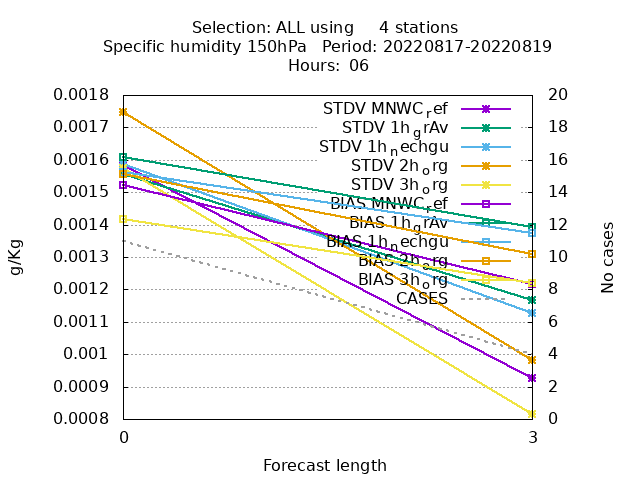 Selection: ALL using     4 stations
Specific humidity 150hPa   Period: 20220817-20220819
Hours: 06
0.0018
0.0017
0.0016
0.0015
0.0014
0.0013
0.0012
0.0011
0.001
0.0009
0.0008
g/Kg
STDV MNWC_ref
STDV 1h_grAv
STDV 1h_nechgu
STDV 2h_org
STDV 3h_org
BIAS MNWC_ref
BIAS 1h_grAv
BIAS 1h_nechgu
BIAS 2h_org
BIAS 3h_org
CASES
20
18
16
14
12
10
8
6
4
2
0
No cases
0
3
Forecast length